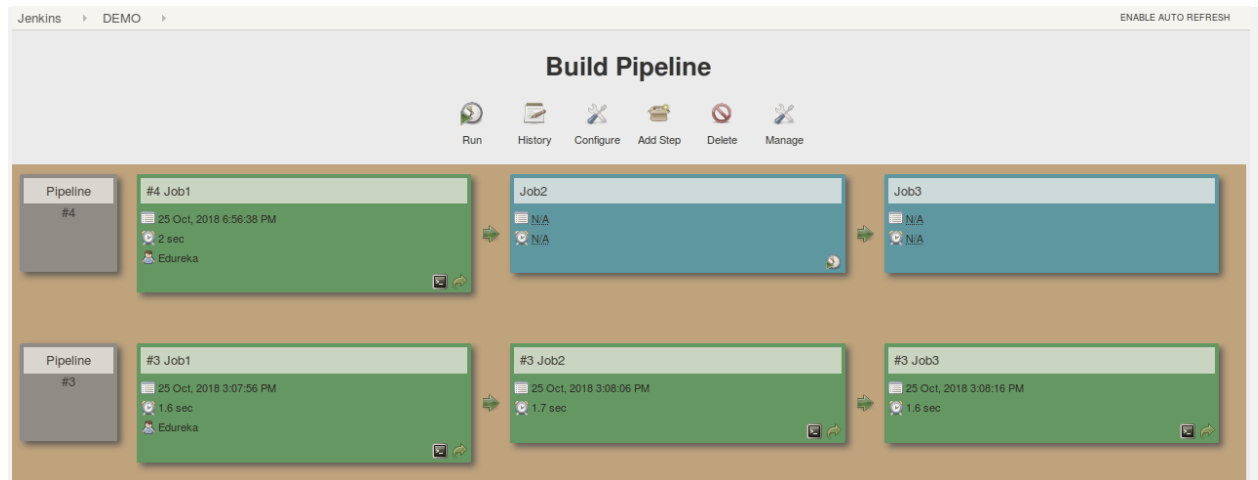 Jenkins DEMO ENABLE AUTO REFRESH
Build Pipeline
Run History Configure Add Step Delete Manage
Pipeline
#4
#4 Job1
25 Oct, 2018 6:56:38 PM
2 sec
Edureka
Job2
N/A
N/A
Job3
N/A
N/A
Pipeline
#3
#3 Job1
25 Oct, 2018 3:07:56 PM
1.6 sec
Edureka
#3 Job2
25 Oct, 2018 3:08:06 PM
1.7 sec
#3 Job3
25 Oct, 2018 3:08:16 PM
1.6 sec